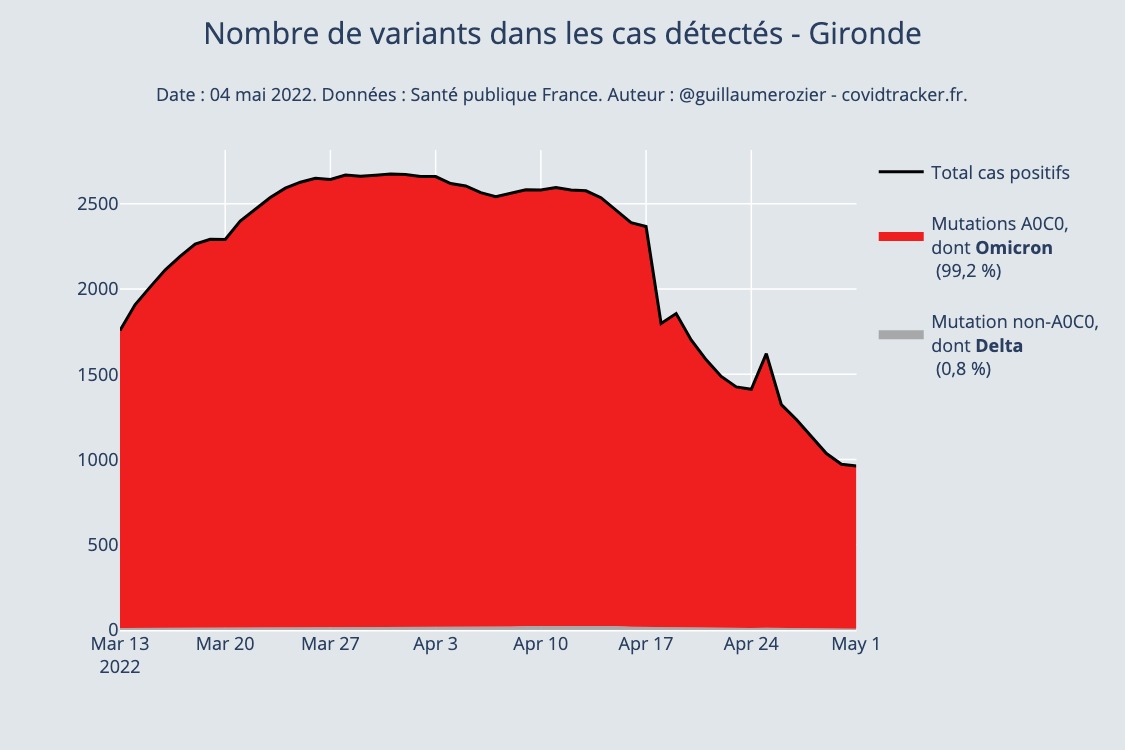 Nombre de variants dans les cas détectés - Gironde
Date : 04 mai 2022. Données : Santé publique France. Auteur : @guillaumerozier - covidtracker.fr.
Total cas positifs
Mutations A0C0,
dont Omicron
(99,2 %)
Mutation non-A0C0,
dont Delta
(0,8 %)
2500
2000
1500
1000
500
0
Mar 13 Mar 20 Mar 27 Apr 3 Apr 10 Apr 17 Apr 24 May 1
2022